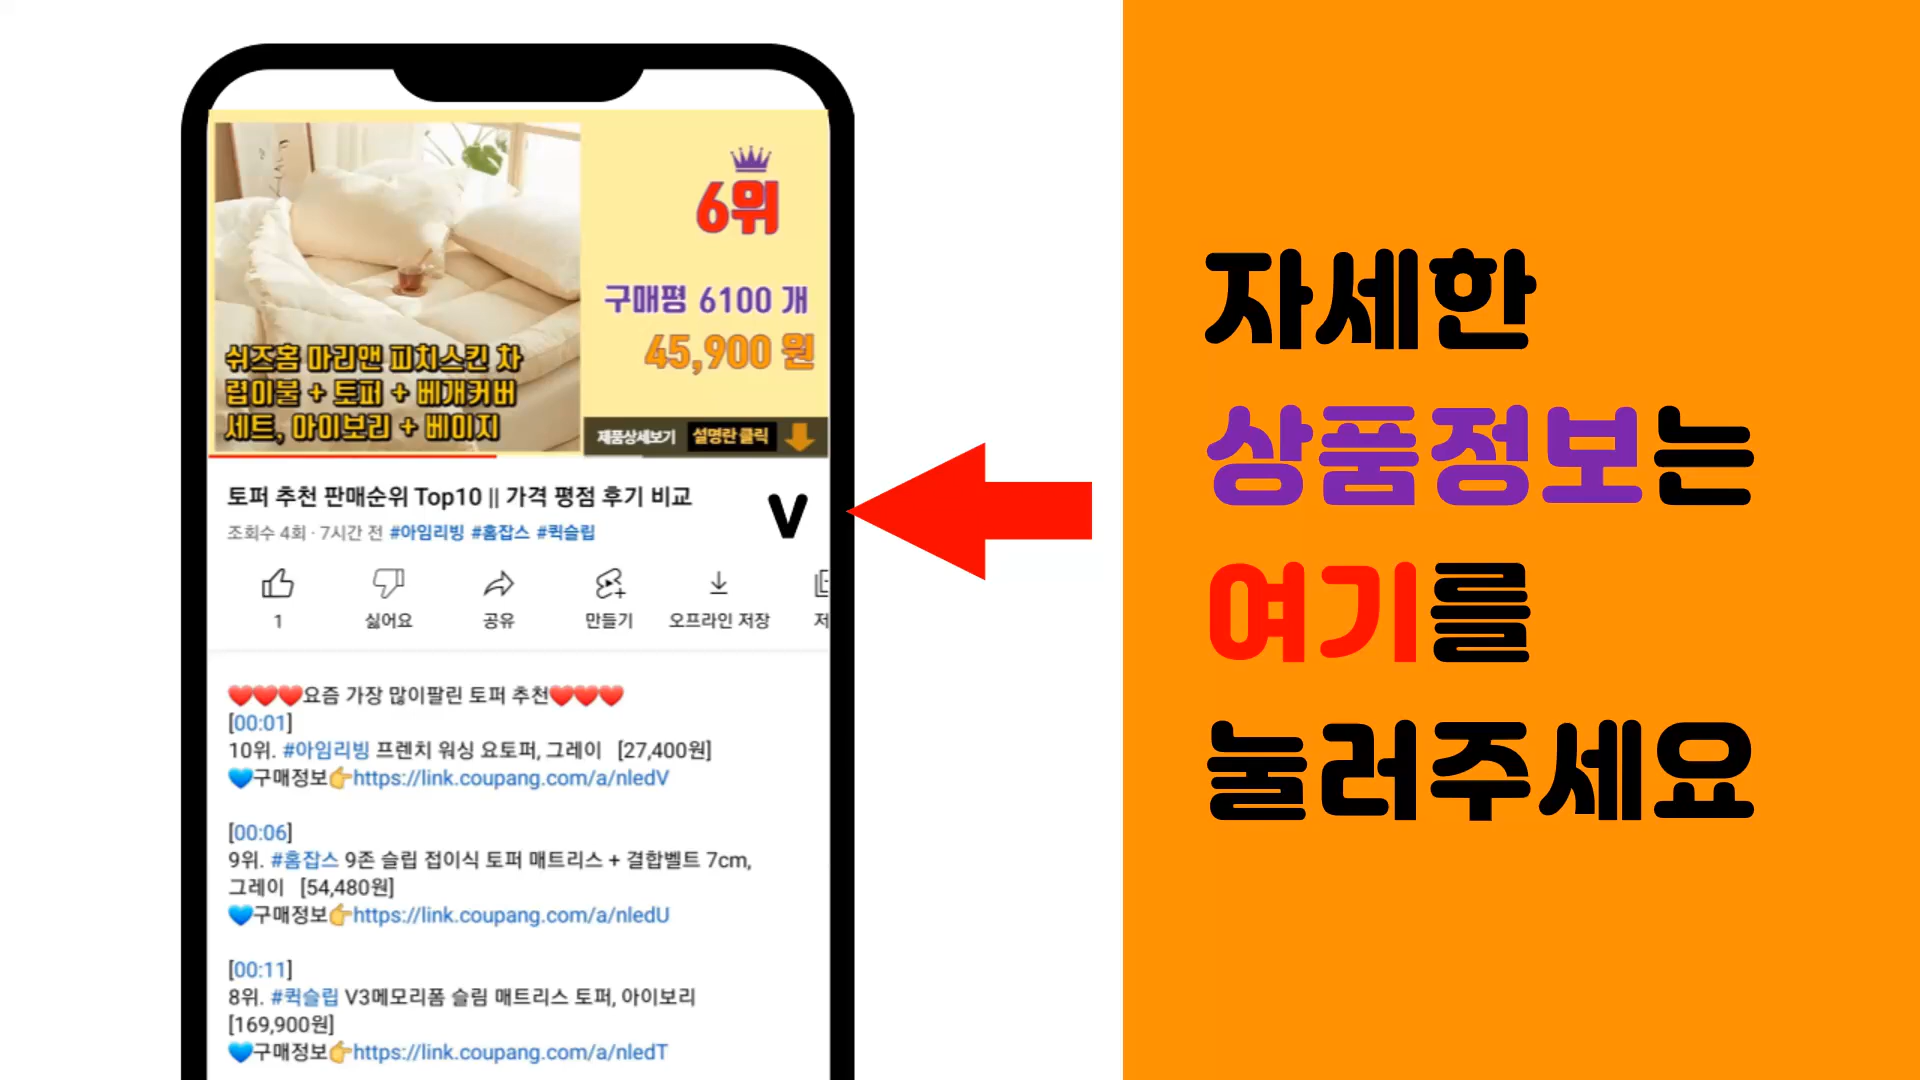 6위
구매평 6100 개
45,900 원
쉬즈홈 마리앤 피치스킨 차
렵이불 + 토퍼 + 베개커버
세트, 아이보리 + 베이지
제품상세보기 설명란 클릭
토퍼 추천 판매순위 Top10 || 가격 평점 후기 비교
V
조회수 4회 · 7시간 전 #아임리빙 #홈잡스 #퀵슬립
1 싫어요 공유 만들기 오프라인 저장 저
❤️❤️❤️요즘 가장 많이팔린 토퍼 추천❤️❤️❤️
[00:01]
10위. #아임리빙 프렌치 워싱 요토퍼, 그레이 [27,400원]
💙구매정보👉https://link.coupang.com/a/nledV
[00:06]
9위. #홈잡스 9존 슬립 접이식 토퍼 매트리스 + 결합벨트 7cm,
그레이 [54,480원]
💙구매정보👉https://link.coupang.com/a/nledU
[00:11]
8위. #퀵슬립 V3메모리폼 슬림 매트리스 토퍼, 아이보리
[169,900원]
💙구매정보👉https://link.coupang.com/a/nledT
자세한
상품정보는
여기를
눌러주세요